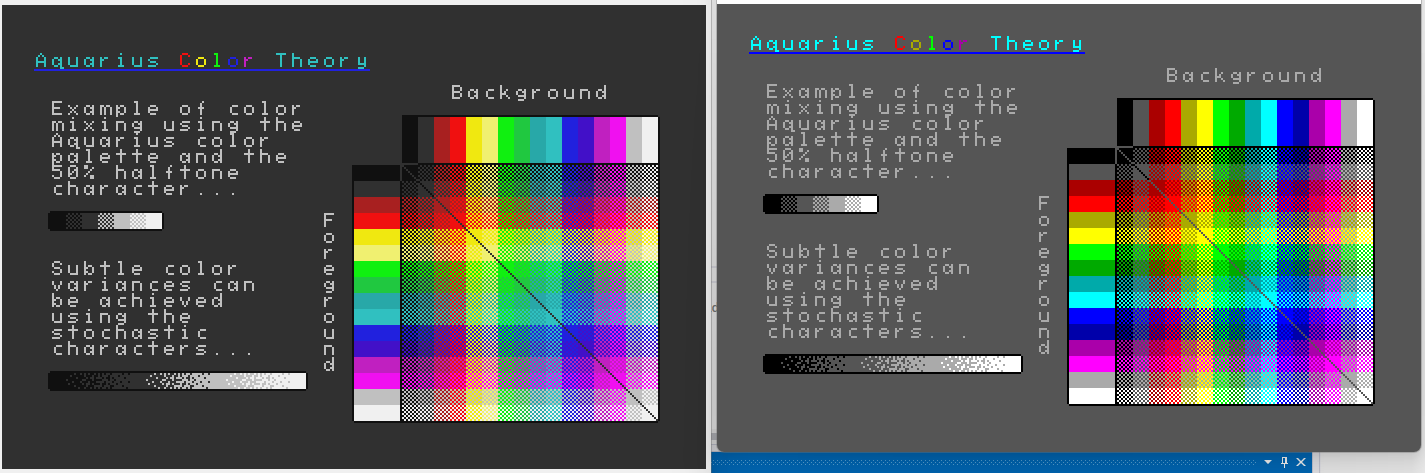 Aquarius Color Theory
Background
Example of color
mixing using the
Aquarius color
palette and the
50% halftone
character...
Foreground
Subtle color
variances can
be achieved
using the
stochastic
characters...
Aquarius Color Theory
Background
Example of color
mixing using the
Aquarius color
palette and the
50% halftone
character...
Foreground
Subtle color
variances can
be achieved
using the
stochastic
characters...